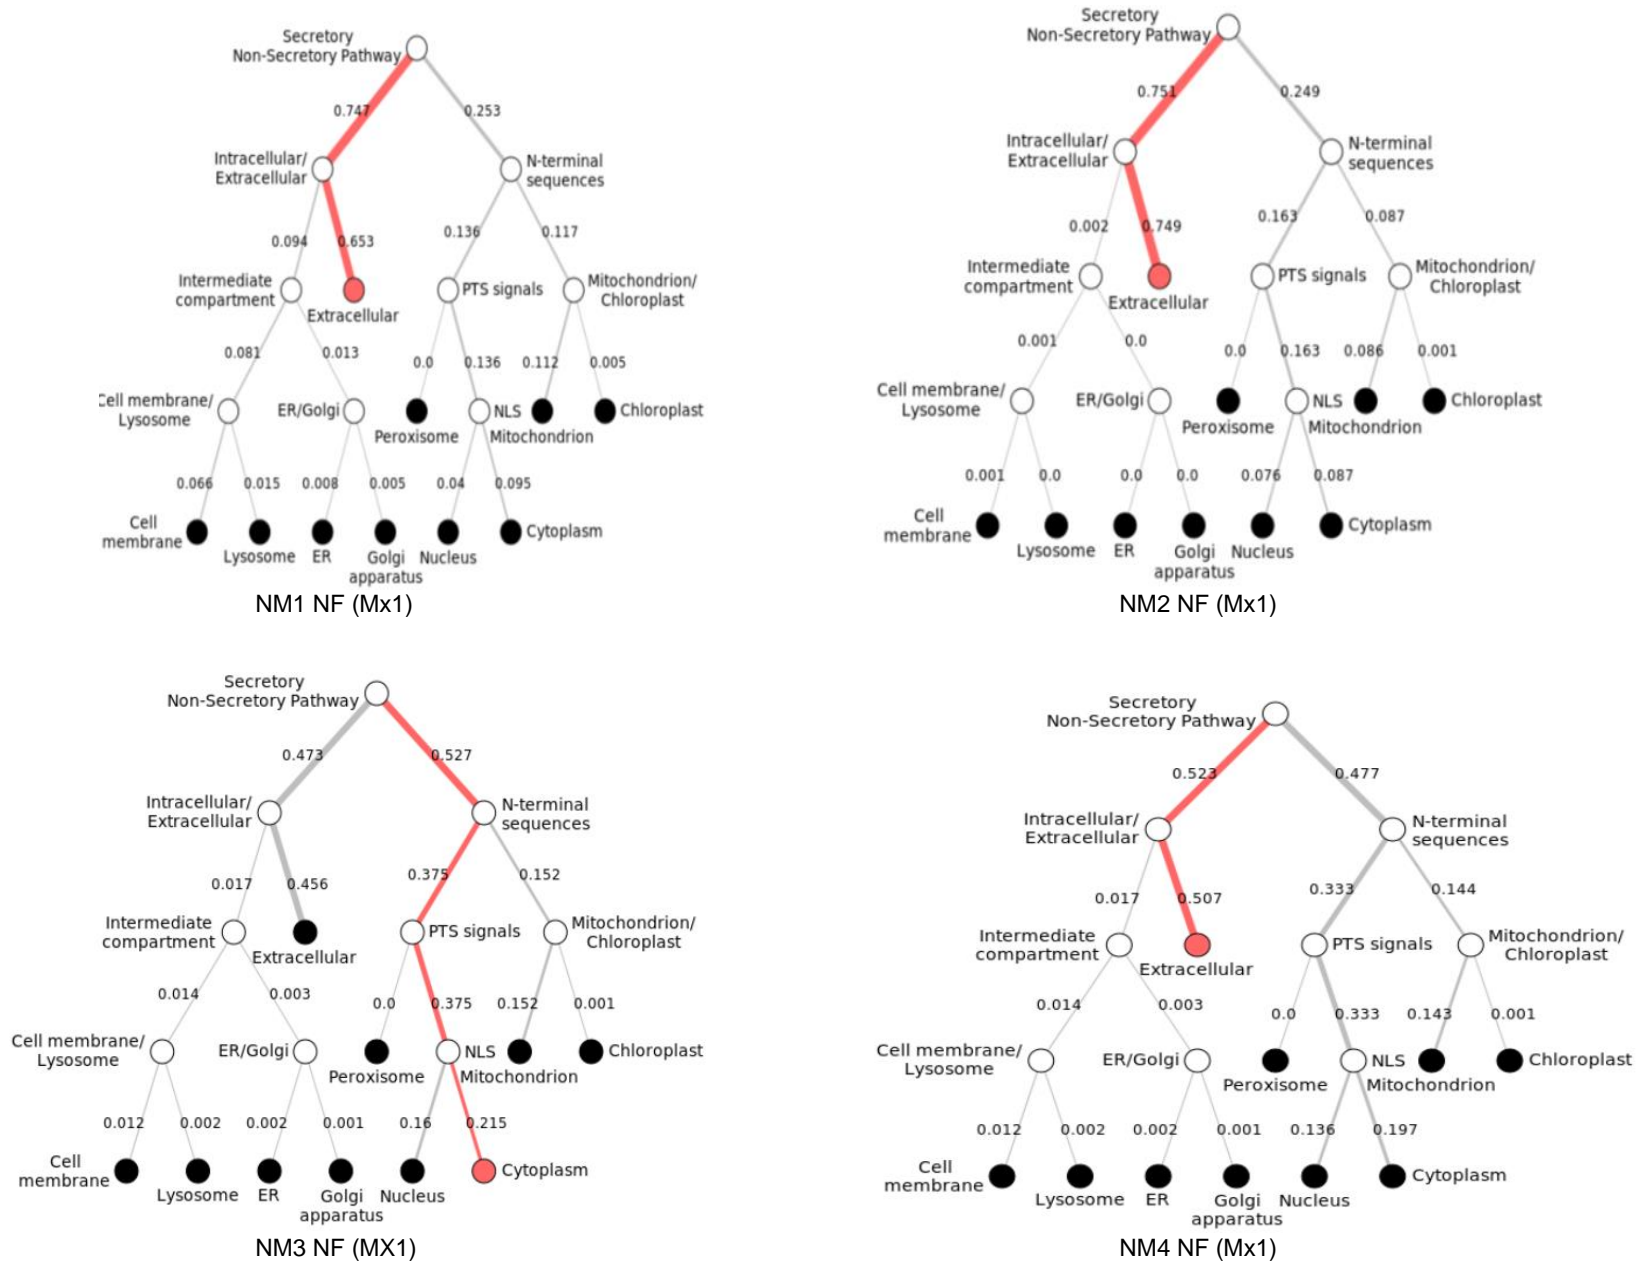 Secretory
Non-Secretory Pathway
0.747
0.253
Intracellular/
Extracellular
N-terminal
sequences
0.094
0.653
0.136
0.117
Intermediate
compartment
Extracellular
PTS signals
Mitochondrion/
Chloroplast
0.081
0.013
0.0
0.136
0.112
0.005
Cell membrane/
Lysosome
ER/Golgi
Peroxisome
NLS
Mitochondrion
Chloroplast
0.066
0.015
0.008
0.005
0.04
0.095
Cell
membrane
Lysosome
ER
Golgi
apparatus
Nucleus
Cytoplasm
NM1 NF (Mx1)
Secretory
Non-Secretory Pathway
0.751
0.249
Intracellular/
Extracellular
N-terminal
sequences
0.002
0.749
0.163
0.087
Intermediate
compartment
Extracellular
PTS signals
Mitochondrion/
Chloroplast
0.001
0.0
0.0
0.163
0.086
0.001
Cell membrane/
Lysosome
ER/Golgi
Peroxisome
NLS
Mitochondrion
Chloroplast
0.001
0.0
0.0
0.0
0.076
0.087
Cell
membrane
Lysosome
ER
Golgi
apparatus
Nucleus
Cytoplasm
NM2 NF (Mx1)
Secretory
Non-Secretory Pathway
0.473
0.527
Intracellular/
Extracellular
N-terminal
sequences
0.017
0.456
0.375
0.152
Intermediate
compartment
Extracellular
PTS signals
Mitochondrion/
Chloroplast
0.014
0.003
0.0
0.375
0.152
0.001
Cell membrane/
Lysosome
ER/Golgi
Peroxisome
NLS
Mitochondrion
Chloroplast
0.012
0.002
0.002
0.001
0.16
0.215
Cell
membrane
Lysosome
ER
Golgi
apparatus
Nucleus
Cytoplasm
NM3 NF (MX1)
Secretory
Non-Secretory Pathway
0.523
0.477
Intracellular/
Extracellular
N-terminal
sequences
0.017
0.507
0.333
0.144
Intermediate
compartment
Extracellular
PTS signals
Mitochondrion/
Chloroplast
0.014
0.003
0.0
0.333
0.143
0.001
Cell membrane/
Lysosome
ER/Golgi
Peroxisome
NLS
Mitochondrion
Chloroplast
0.012
0.002
0.002
0.001
0.136
0.197
Cell
membrane
Lysosome
ER
Golgi
apparatus
Nucleus
Cytoplasm
NM4 NF (Mx1)